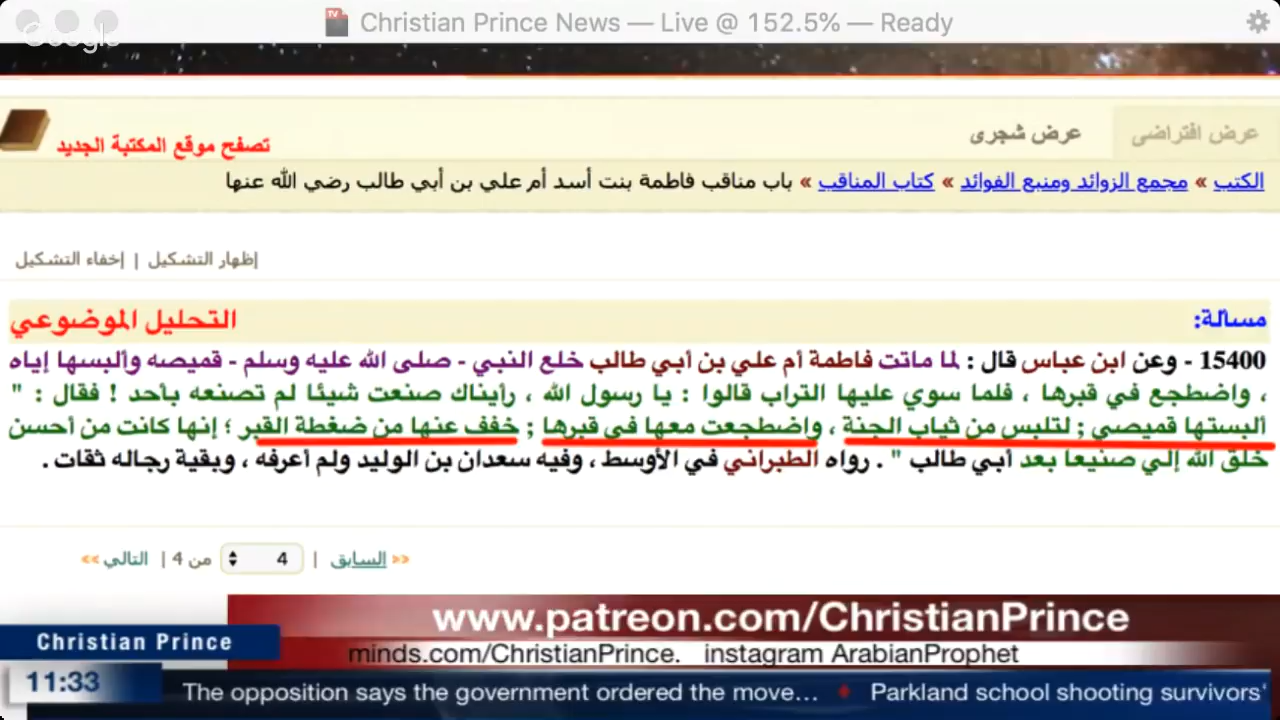 Christian Prince News — Live @ 152.5% — Ready
Google
عرض افتراضى عرض شجرى
تصفح موقع المكتبة الجديد
الكتب » مجمع الزوائد ومنبع الفوائد » كتاب المناقب » باب مناقب فاطمة بنت أسد أم علي بن أبي طالب رضي الله عنها
إظهار التشكيل | إخفاء التشكيل
مسألة: التحليل الموضوعي
15400 - وعن ابن عباس قال : لما ماتت فاطمة أم علي بن أبي طالب خلع النبي - صلى الله عليه وسلم - قميصه وألبسها إياه
، واضطجع في قبرها ، فلما سوي عليها التراب قالوا : يا رسول الله ، رأيناك صنعت شيئا لم تصنعه بأحد ! فقال : "
ألبستها قميصي ; لتلبس من ثياب الجنة ، واضطجعت معها في قبرها ; خفف عنها من ضغطة القبر ؛ إنها كانت من أحسن
خلق الله إلي صنيعا بعد أبي طالب " . رواه الطبراني في الأوسط ، وفيه سعدان بن الوليد ولم أعرفه ، وبقية رجاله ثقات .
<< السابق | 4 من 4 | التالي >>
www.patreon.com/ChristianPrince
Christian Prince
minds.com/ChristianPrince. instagram ArabianProphet
11:33
The opposition says the government ordered the move... ♦ Parkland school shooting survivors'